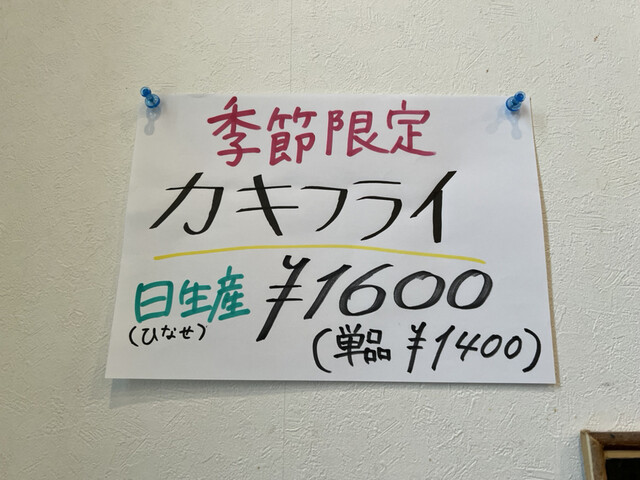 季節限定
カキフライ
日生産 ¥1600
(ひなせ)
(単品 ¥1400)